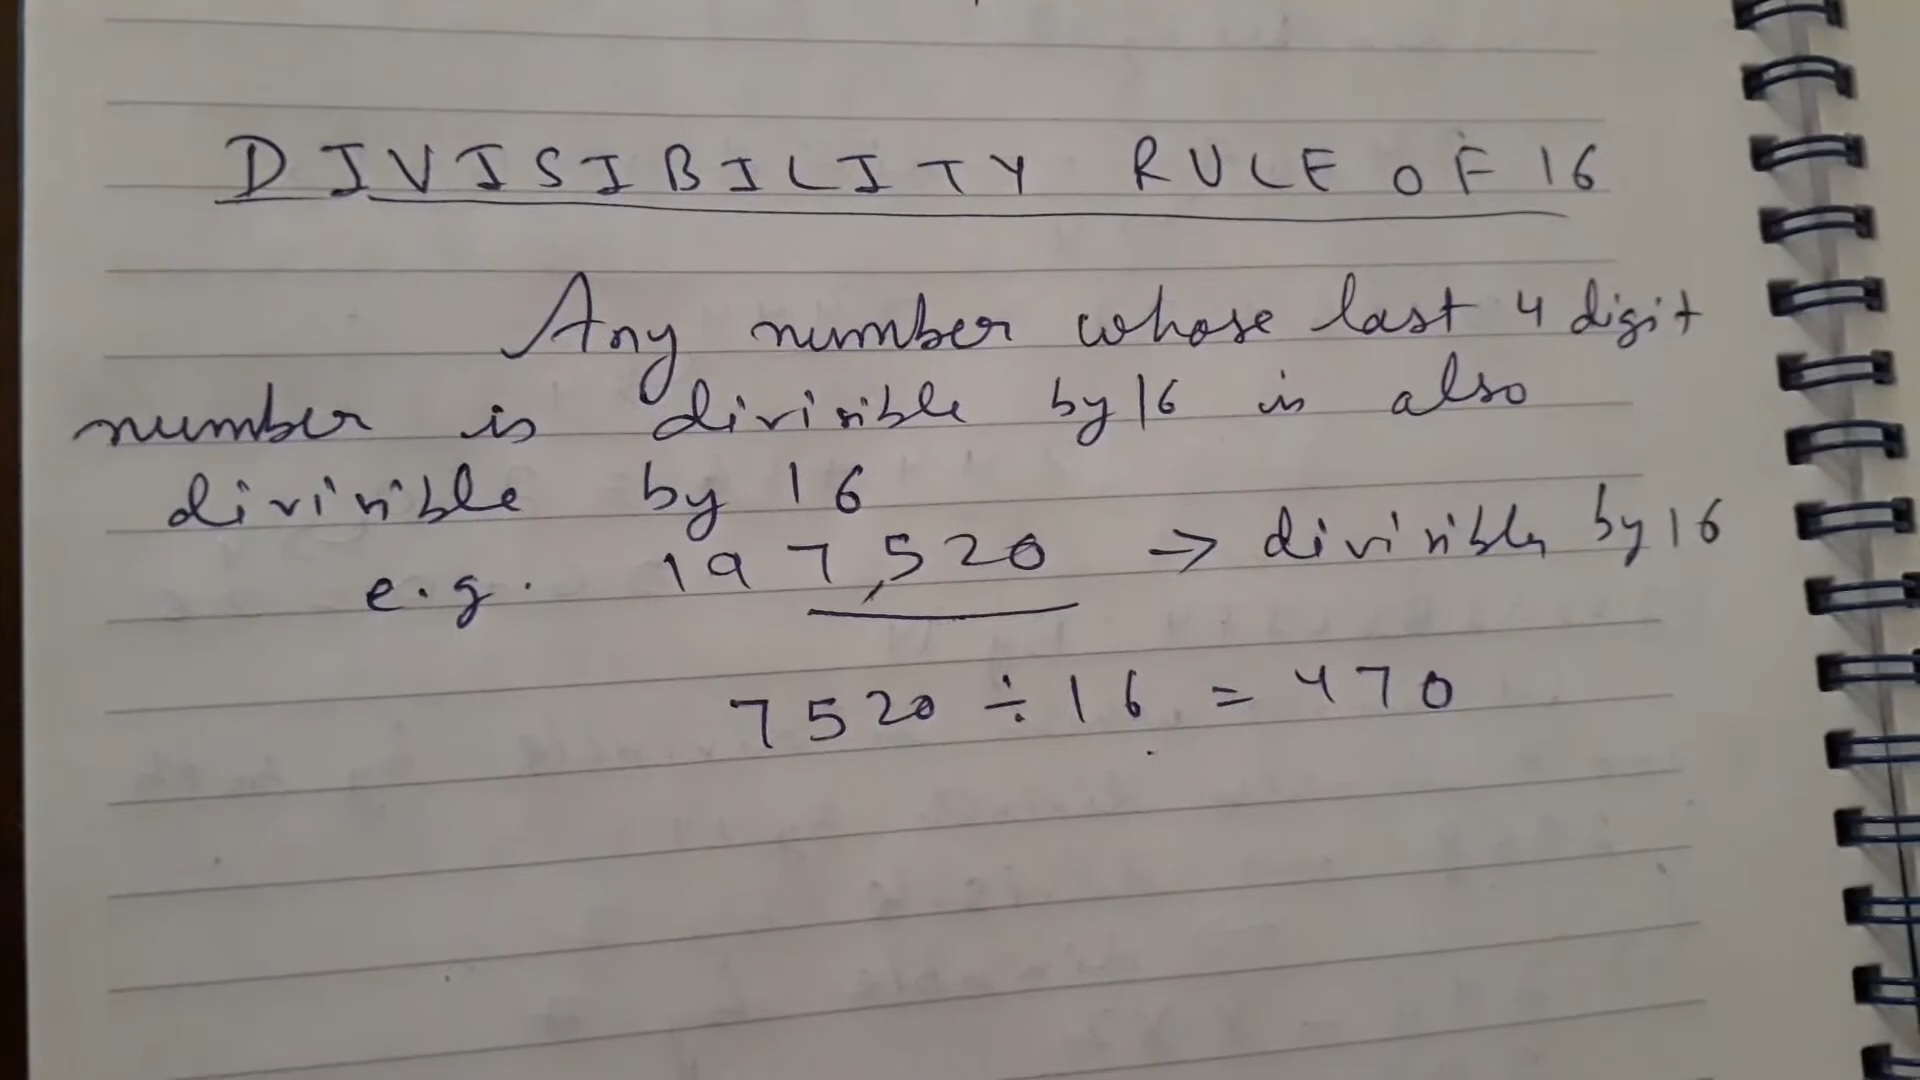 DIVISIBILITY RULE OF 16
Any number whose last 4 digit
number is divisible by 16 is also
divisible by 16
e.g. 197,520 → divisible by 16
7520 ÷ 16 = 470